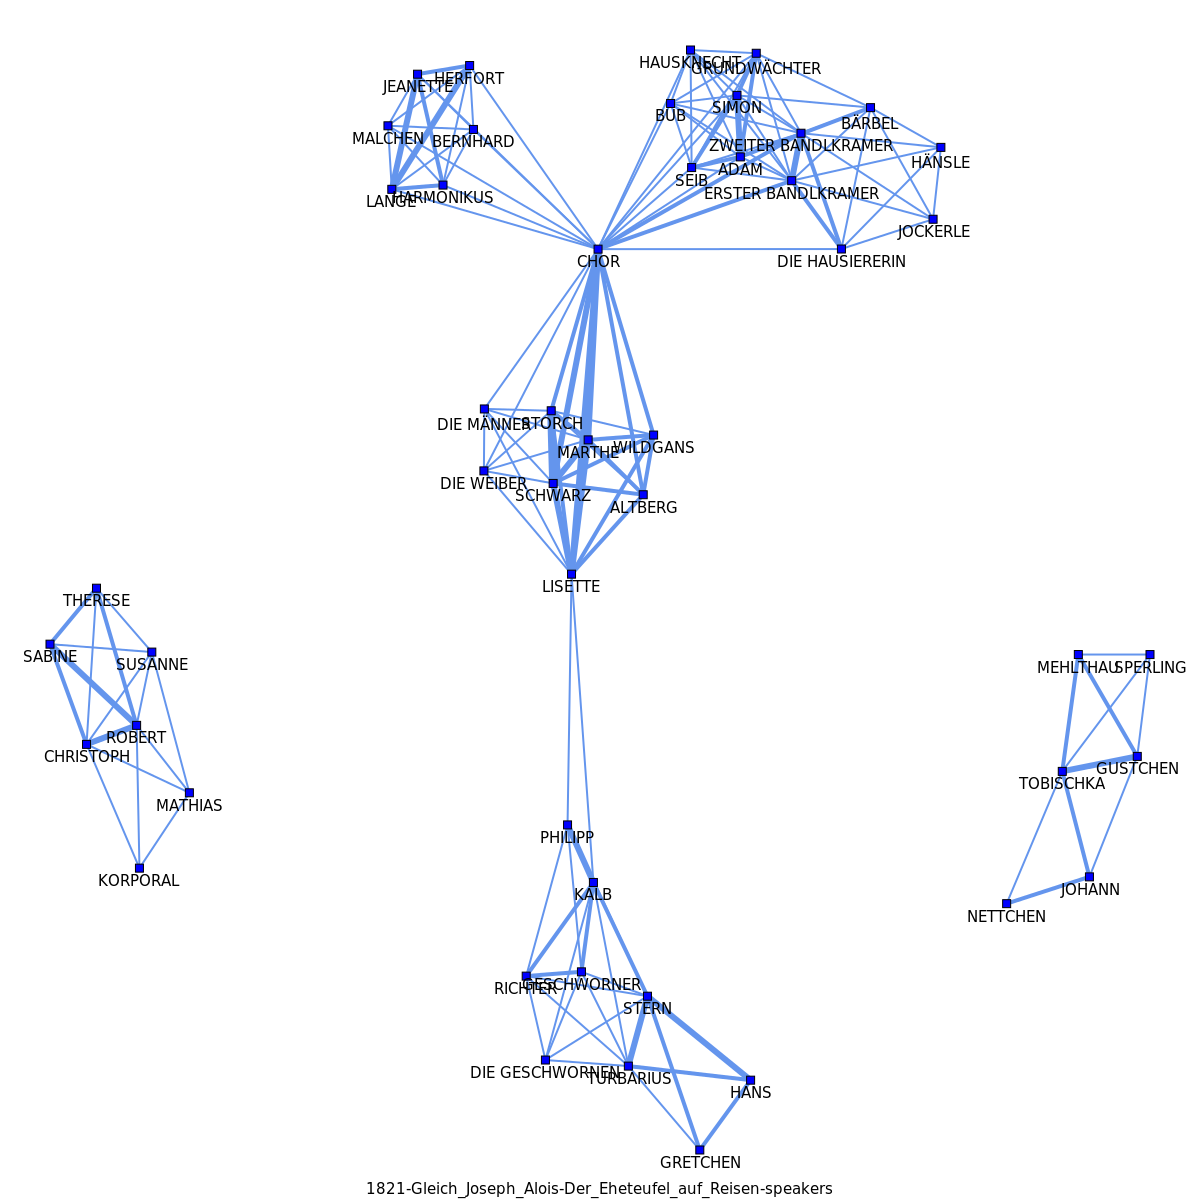 HAUSKNECHT
GRUNDWÄCHTER
JEANETTE
HERFORT
BUB
SIMON
BÄRBEL
MALCHEN
BERNHARD
ZWEITER BANDLKRAMER
HÄNSLE
SEIB
ADAM
ERSTER BANDLKRAMER
LANGE
HARMONIKUS
JOCKERLE
CHOR
DIE HAUSIERERIN
DIE MÄNNER
STORCH
MARTHE
WILDGANS
DIE WEIBER
SCHWARZ
ALTBERG
LISETTE
THERESE
SABINE
SUSANNE
MEHLTHAU
SPERLING
ROBERT
CHRISTOPH
GUSTCHEN
TOBISCHKA
MATHIAS
PHILIPP
KORPORAL
KALB
JOHANN
NETTCHEN
RICHTER
GESCHWORNER
STERN
DIE GESCHWORNEN
TURBARIUS
HANS
GRETCHEN
1821-Gleich_Joseph_Alois-Der_Eheteufel_auf_Reisen-speakers